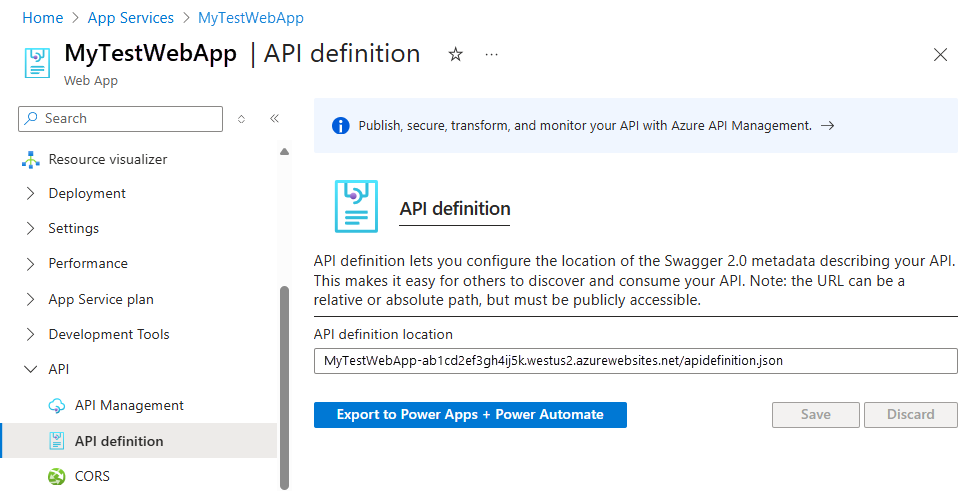 Home > App Services > MyTestWebApp
MyTestWebApp | API definition ☆ ···
Web App
Search
Resource visualizer
Deployment
Settings
Performance
App Service plan
Development Tools
API
API Management
API definition
CORS
Publish, secure, transform, and monitor your API with Azure API Management. →
API definition
API definition lets you configure the location of the Swagger 2.0 metadata describing your API.
This makes it easy for others to discover and consume your API. Note: the URL can be a
relative or absolute path, but must be publicly accessible.
API definition location
MyTestWebApp-ab1cd2ef3gh4ij5k.westus2.azurewebsites.net/apidefinition.json
Export to Power Apps + Power Automate
Save
Discard